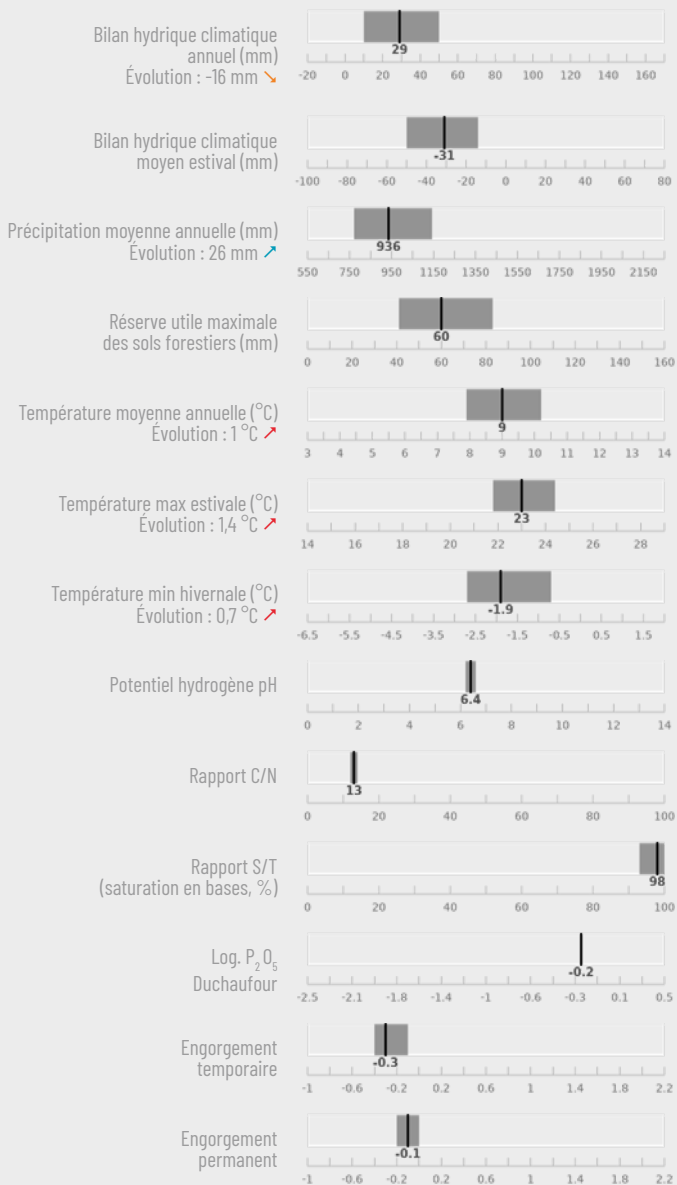 Bilan hydrique climatique
annuel (mm)
Évolution : -16 mm ↘
29
-20 0 20 40 60 80 100 120 140 160
Bilan hydrique climatique
moyen estival (mm)
-31
-100 -80 -60 -40 -20 0 20 40 60 80
Précipitation moyenne annuelle (mm)
Évolution : 26 mm ↗
936
550 750 950 1150 1350 1550 1750 1950 2150
Réserve utile maximale
des sols forestiers (mm)
60
0 20 40 60 80 100 120 140 160
Température moyenne annuelle (°C)
Évolution : 1 °C ↗
9
3 4 5 6 7 8 9 10 11 12 13 14
Température max estivale (°C)
Évolution : 1,4 °C ↗
23
14 16 18 20 22 24 26 28
Température min hivernale (°C)
Évolution : 0,7 °C ↗
-1.9
-6.5 -5.5 -4.5 -3.5 -2.5 -1.5 -0.5 0.5 1.5
Potentiel hydrogène pH
6.4
0 2 4 6 8 10 12 14
Rapport C/N
13
0 20 40 60 80 100
Rapport S/T
(saturation en bases, %)
98
0 20 40 60 80 100
Log. P₂ O₅
Duchaufour
-0.2
-2.5 -2.1 -1.8 -1.4 -1 -0.6 -0.3 0.1 0.5
Engorgement
temporaire
-0.3
-1 -0.6 -0.2 0.2 0.6 1 1.4 1.8 2.2
Engorgement
permanent
-0.1
-1 -0.6 -0.2 0.2 0.6 1 1.4 1.8 2.2